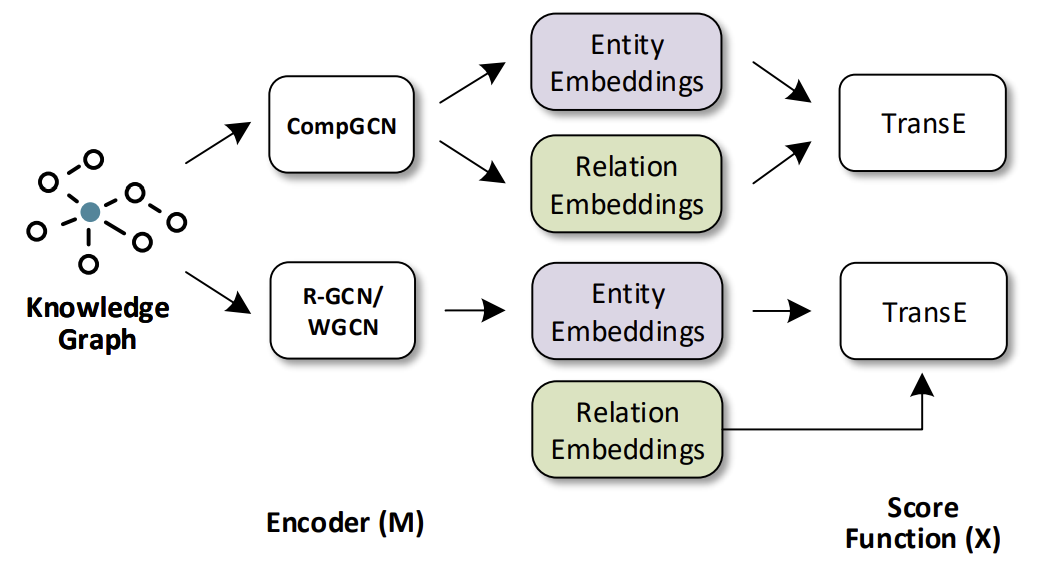 Entity
Embeddings
CompGCN
TransE
Relation
Embeddings
Knowledge
Graph
R-GCN/
WGCN
Entity
Embeddings
TransE
Relation
Embeddings
Encoder (M)
Score
Function (X)